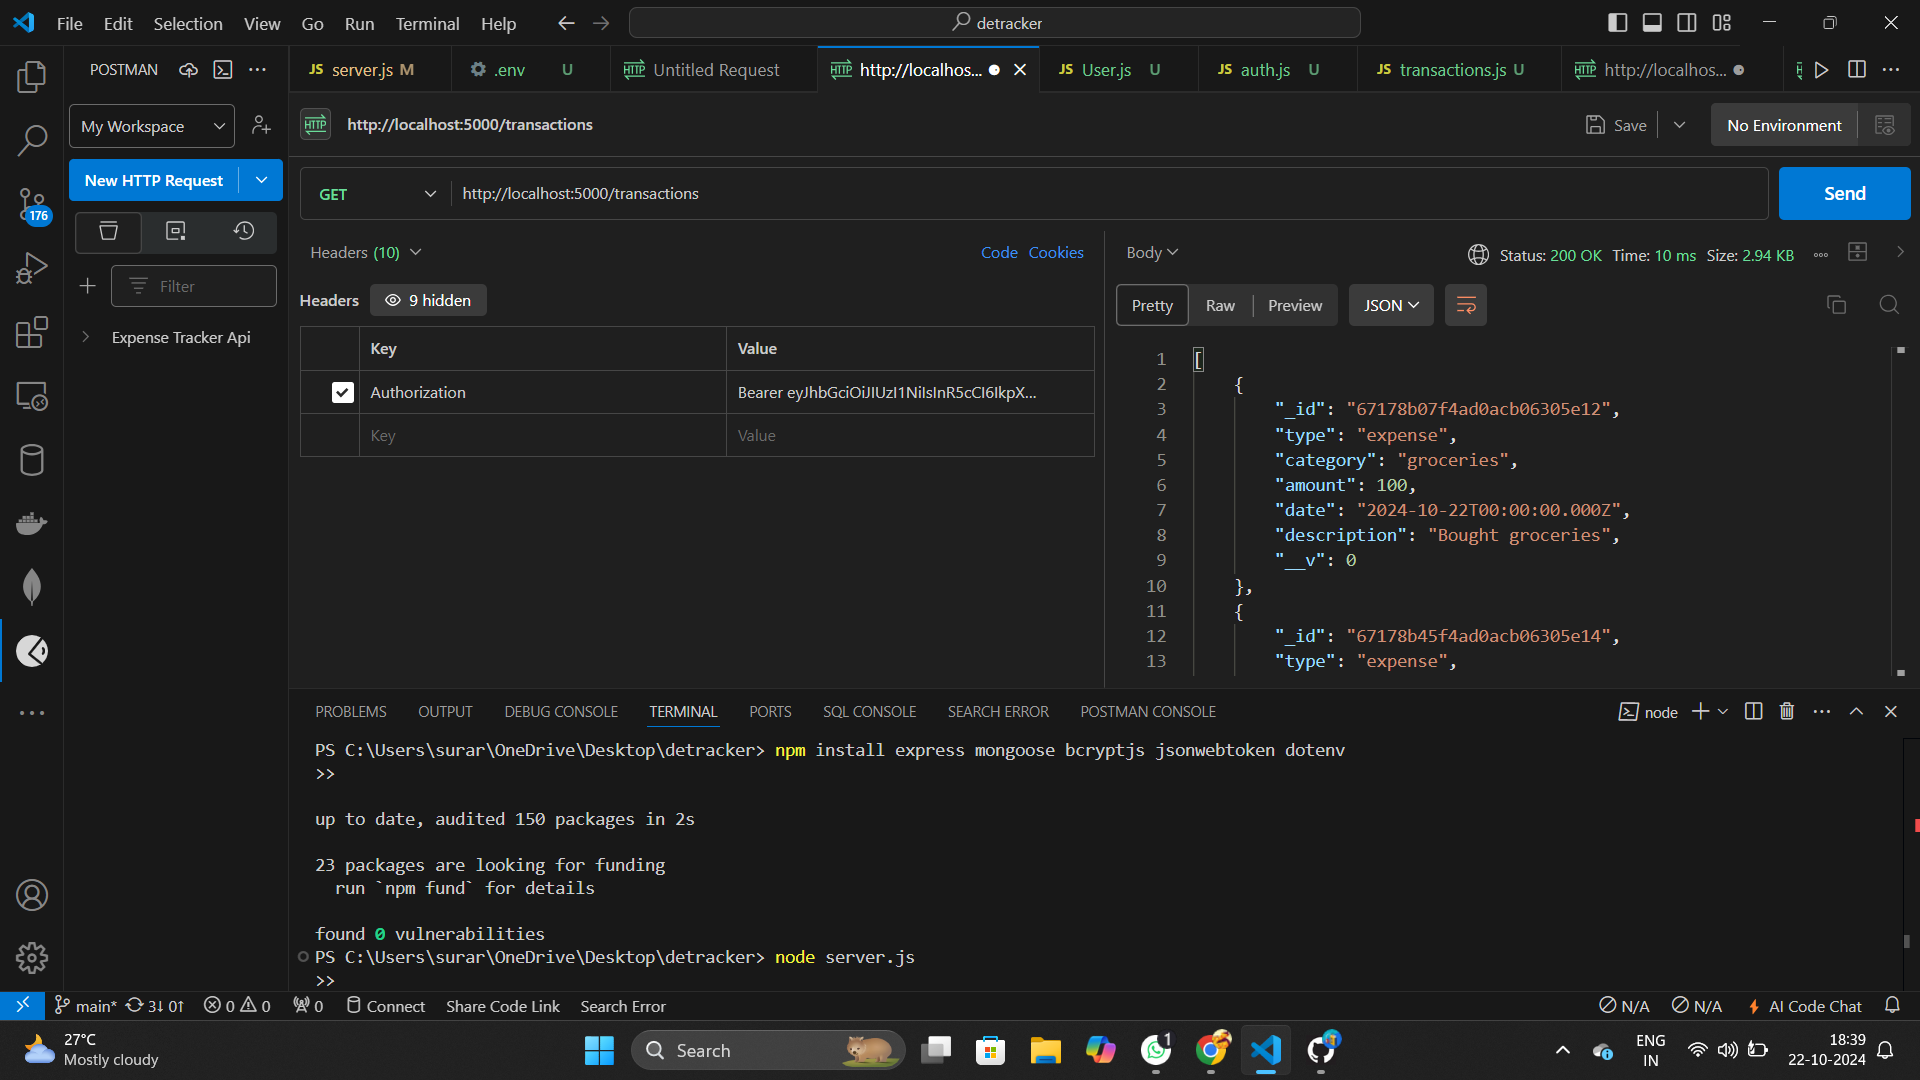 File Edit Selection View Go Run Terminal Help
detracker
POSTMAN
JS server.js M
.env U
HTTP Untitled Request
HTTP http://localhos...
JS User.js U
JS auth.js U
JS transactions.js U
HTTP http://localhos...
My Workspace
HTTP http://localhost:5000/transactions
Save
No Environment
New HTTP Request
GET http://localhost:5000/transactions
Send
176
Filter
Expense Tracker Api
Headers (10)
Code Cookies
Headers 9 hidden
Key Value
Authorization Bearer eyJhbGciOiJIUzI1NiIsInR5cCI6IkpX...
Key Value
Body
Status: 200 OK Time: 10 ms Size: 2.94 KB
Pretty Raw Preview JSON
1 [
2 {
3 "_id": "67178b07f4ad0acb06305e12",
4 "type": "expense",
5 "category": "groceries",
6 "amount": 100,
7 "date": "2024-10-22T00:00:00.000Z",
8 "description": "Bought groceries",
9 "__v": 0
10 },
11 {
12 "_id": "67178b45f4ad0acb06305e14",
13 "type": "expense",
PROBLEMS OUTPUT DEBUG CONSOLE TERMINAL PORTS SQL CONSOLE SEARCH ERROR POSTMAN CONSOLE
node
PS C:\Users\surar\OneDrive\Desktop\detracker> npm install express mongoose bcryptjs jsonwebtoken dotenv
>>
up to date, audited 150 packages in 2s
23 packages are looking for funding
run `npm fund` for details
found 0 vulnerabilities
PS C:\Users\surar\OneDrive\Desktop\detracker> node server.js
>>
main* 3↓ 0↑ 0 0 0 Connect Share Code Link Search Error
N/A N/A AI Code Chat
27°C
Mostly cloudy
Search
1
ENG
IN
18:39
22-10-2024